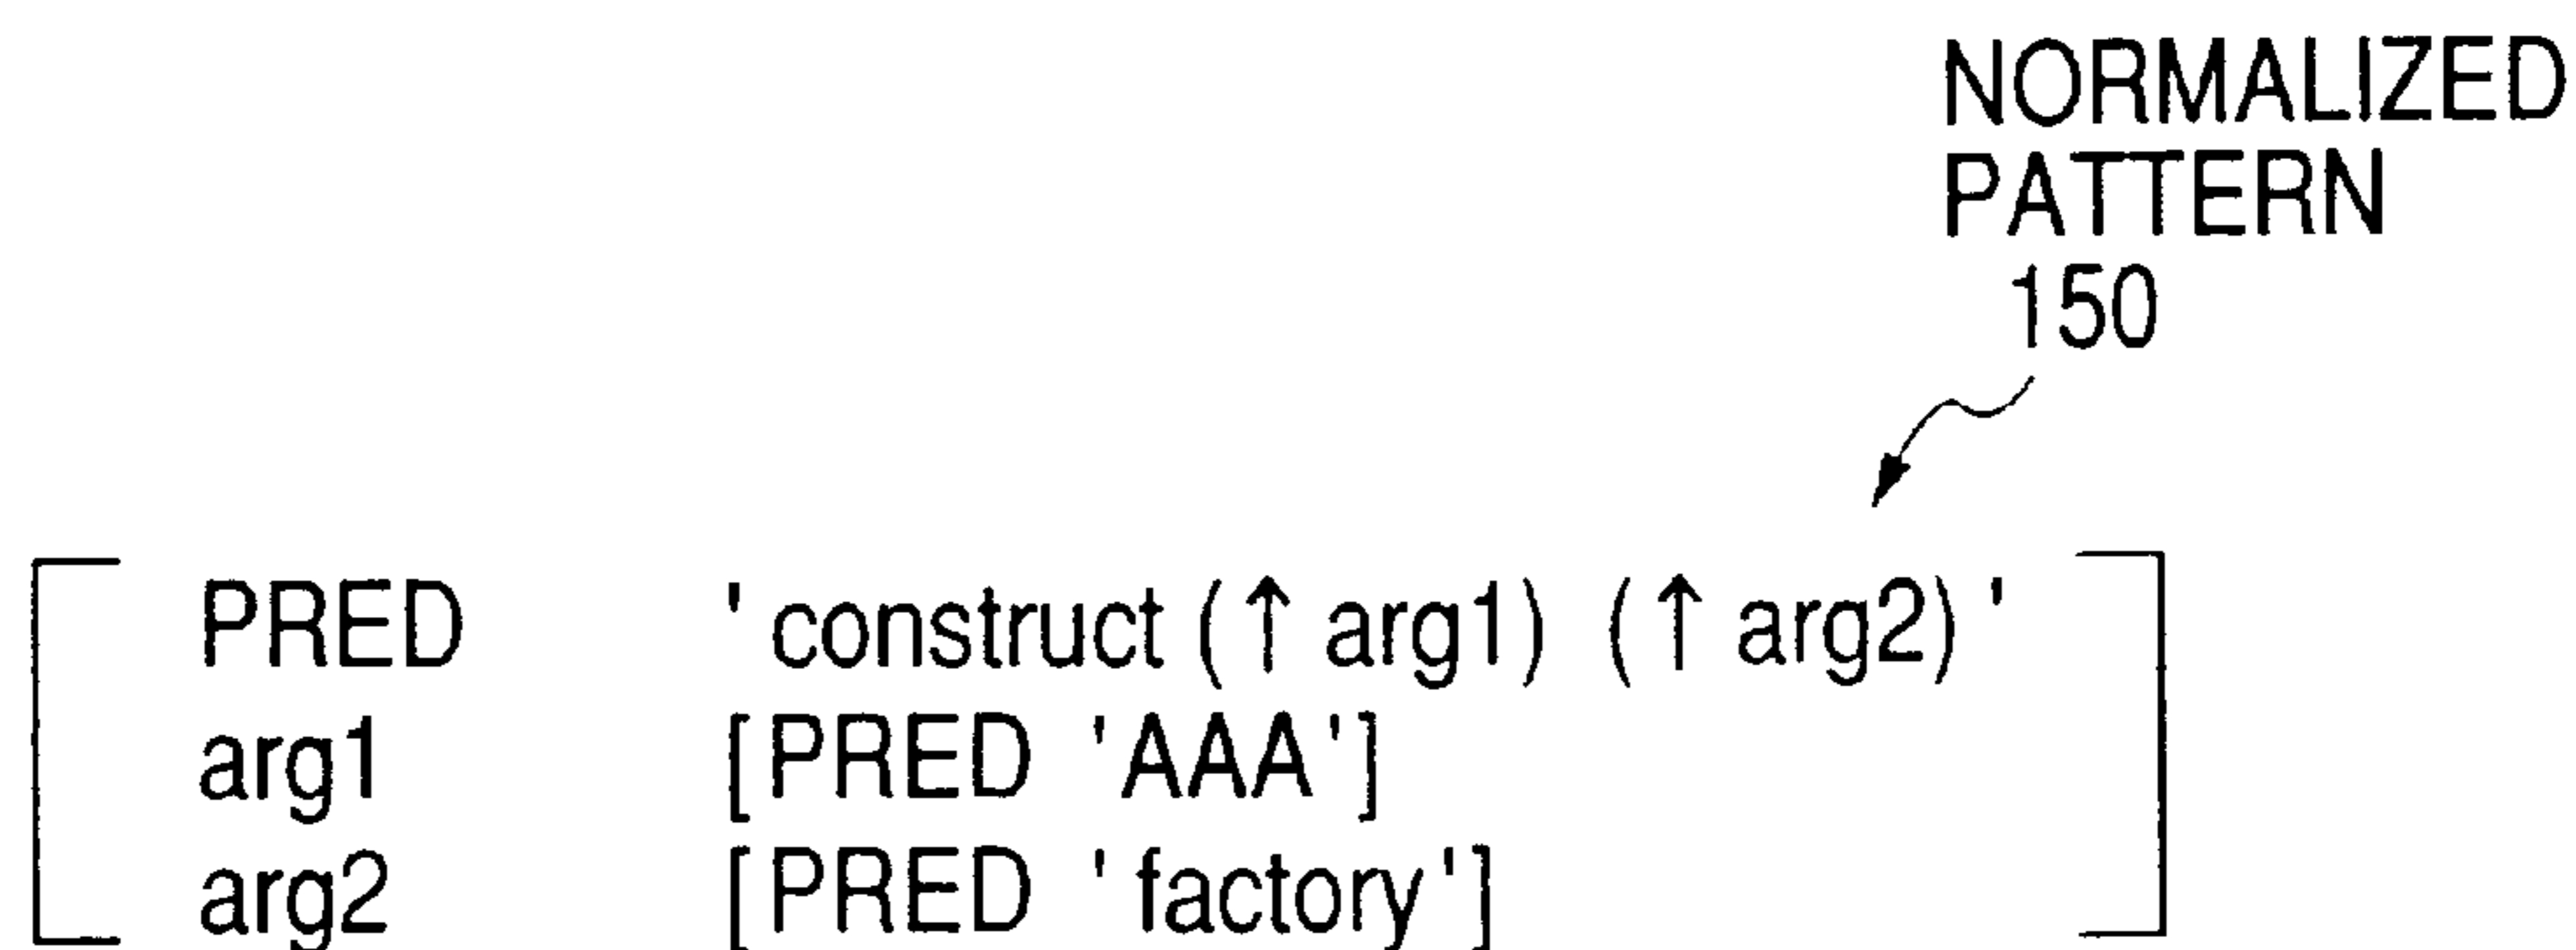 NORMALIZED
PATTERN
150
PRED 'construct (↑ arg1) (↑ arg2)'
arg1 [PRED 'AAA']
arg2 [PRED 'factory']